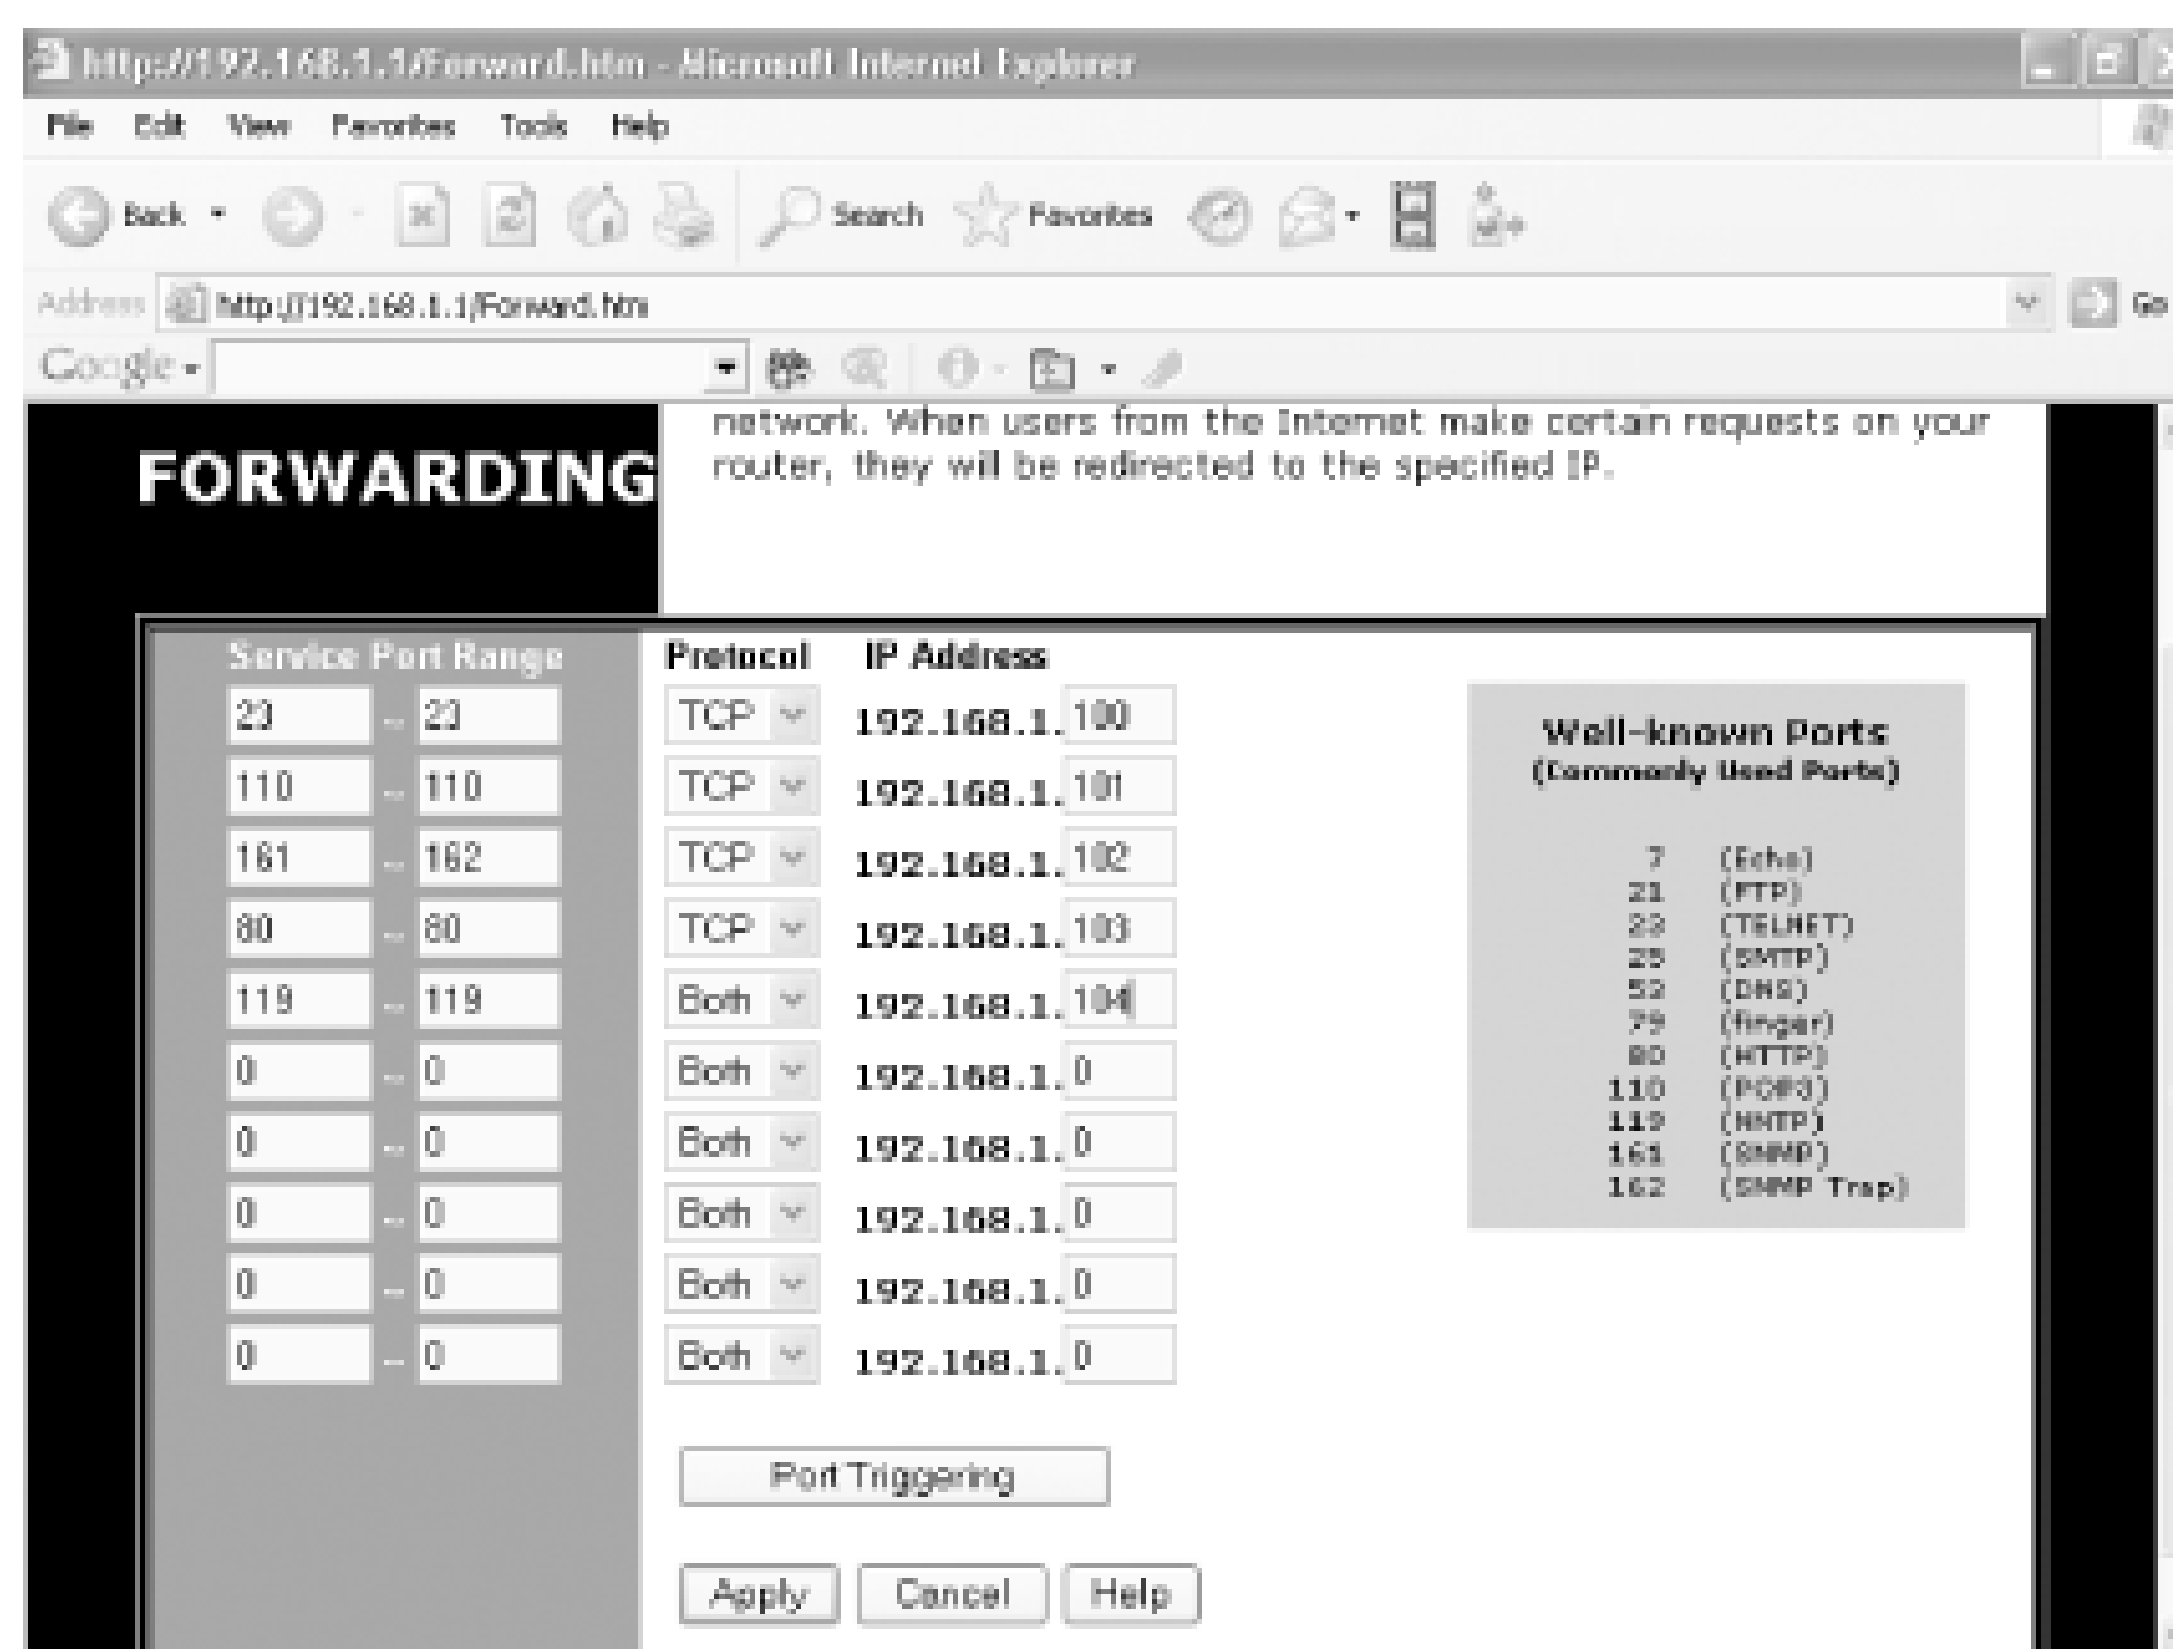 http://192.168.1.1/Forward.htm - Microsoft Internet Explorer
File Edit View Favorites Tools Help
Back Search Favorites
Address http://192.168.1.1/Forward.htm Go
Google
network. When users from the Internet make certain requests on your
router, they will be redirected to the specified IP.
FORWARDING
Service Port Range Protocol IP Address
23 ~ 23 TCP 192.168.1. 100
110 ~ 110 TCP 192.168.1. 101
161 ~ 162 TCP 192.168.1. 102
80 ~ 80 TCP 192.168.1. 103
119 ~ 119 Both 192.168.1. 104
0 ~ 0 Both 192.168.1. 0
0 ~ 0 Both 192.168.1. 0
0 ~ 0 Both 192.168.1. 0
0 ~ 0 Both 192.168.1. 0
0 ~ 0 Both 192.168.1. 0
Well-known Ports
(Commonly Used Ports)
7 (Echo)
21 (FTP)
23 (TELNET)
25 (SMTP)
53 (DNS)
79 (finger)
80 (HTTP)
110 (POP3)
119 (NNTP)
161 (SNMP)
162 (SNMP Trap)
Port Triggering
Apply Cancel Help